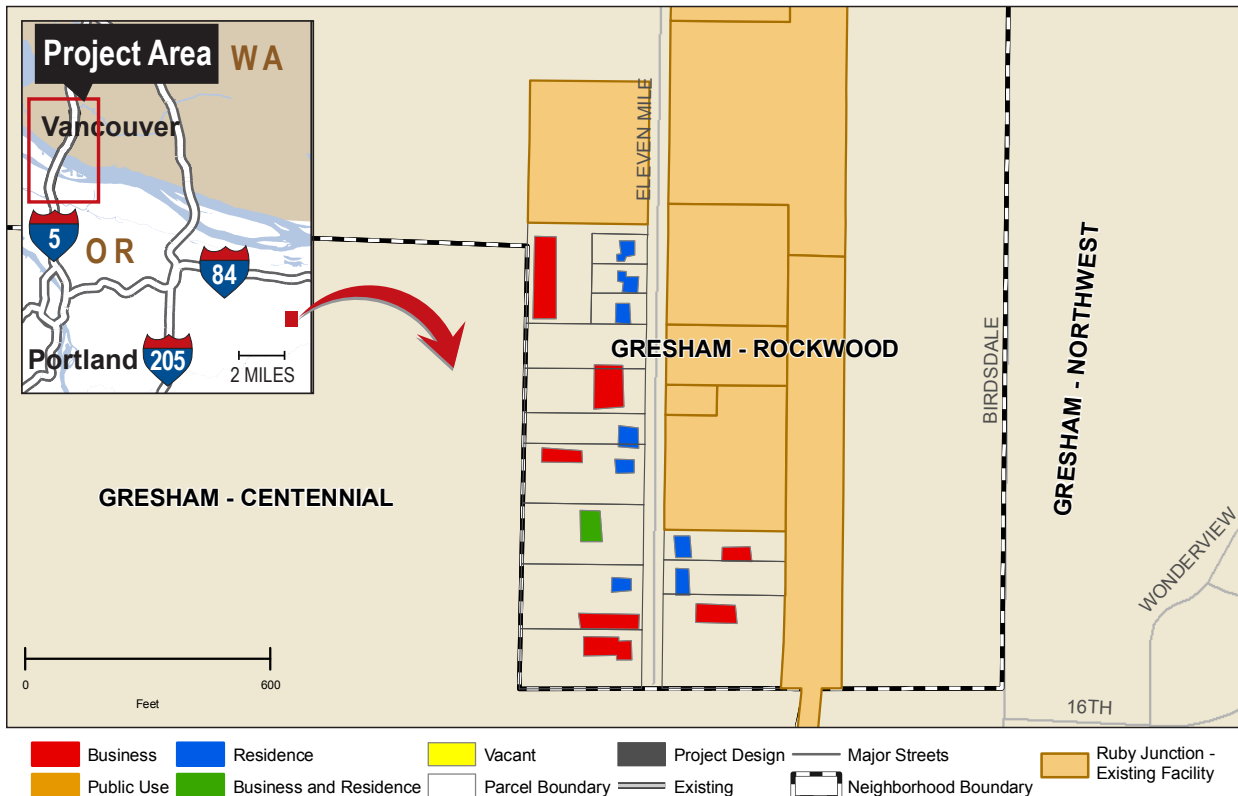 Project Area
WA
Vancouver
5
OR
84
Portland
205
2 MILES
ELEVEN MILE
GRESHAM - ROCKWOOD
BIRDSDALE
GRESHAM - NORTHWEST
GRESHAM - CENTENNIAL
WONDERVIEW
16TH
0
600
Feet
Business
Residence
Vacant
Project Design
Major Streets
Ruby Junction -
Existing Facility
Public Use
Business and Residence
Parcel Boundary
Existing
Neighborhood Boundary